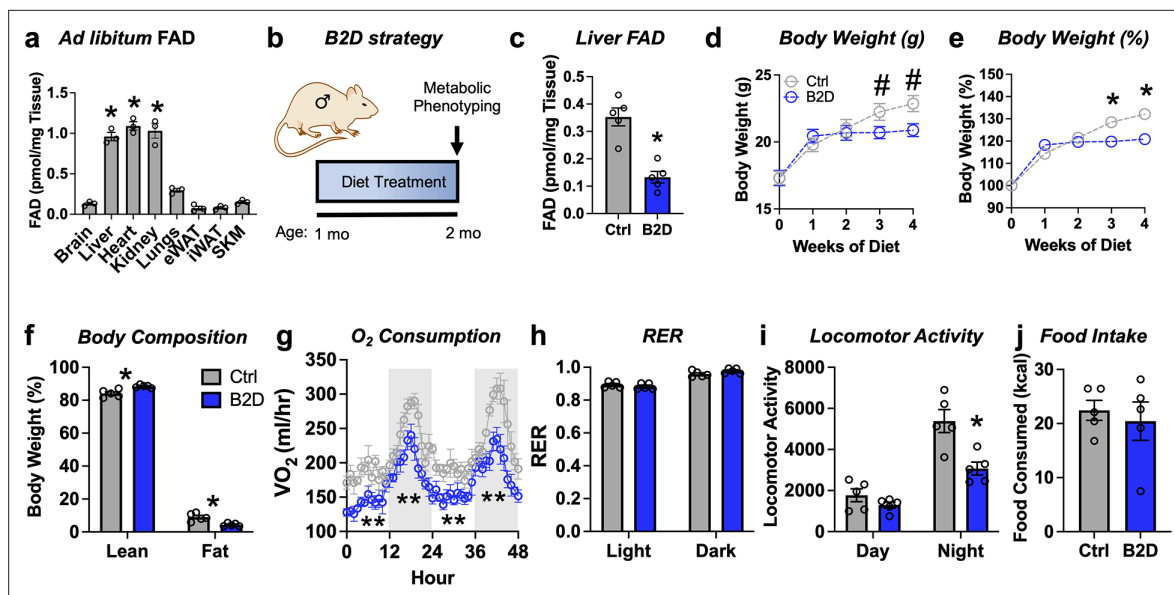 a Ad libitum FAD
FAD (pmol/mg Tissue)
1.5
1.0
0.5
0.0
* * *
Brain
Liver
Heart
Kidney
Lungs
eWAT
iWAT
SKM
b B2D strategy
♂
Metabolic
Phenotyping
Diet Treatment
Age: 1 mo 2 mo
c Liver FAD
FAD (pmol/mg Tissue)
0.5
0.4
0.3
0.2
0.1
0.0
*
Ctrl B2D
d Body Weight (g)
Body Weight (g)
25
20
15
Ctrl
B2D
# #
0 1 2 3 4
Weeks of Diet
e Body Weight (%)
Body Weight (%)
150
140
130
120
110
100
90
* *
0 1 2 3 4
Weeks of Diet
f Body Composition
Body Weight (%)
100
80
60
40
20
0
*
Ctrl
B2D
*
Lean Fat
g O2 Consumption
VO2 (ml/hr)
350
300
250
200
150
100
** ** ** **
0 12 24 36 48
Hour
h RER
RER
1.0
0.8
0.6
0.4
0.2
0.0
Light Dark
i Locomotor Activity
Locomotor Activity
8000
6000
4000
2000
0
*
Day Night
j Food Intake
Food Consumed (kcal)
30
20
10
0
Ctrl B2D